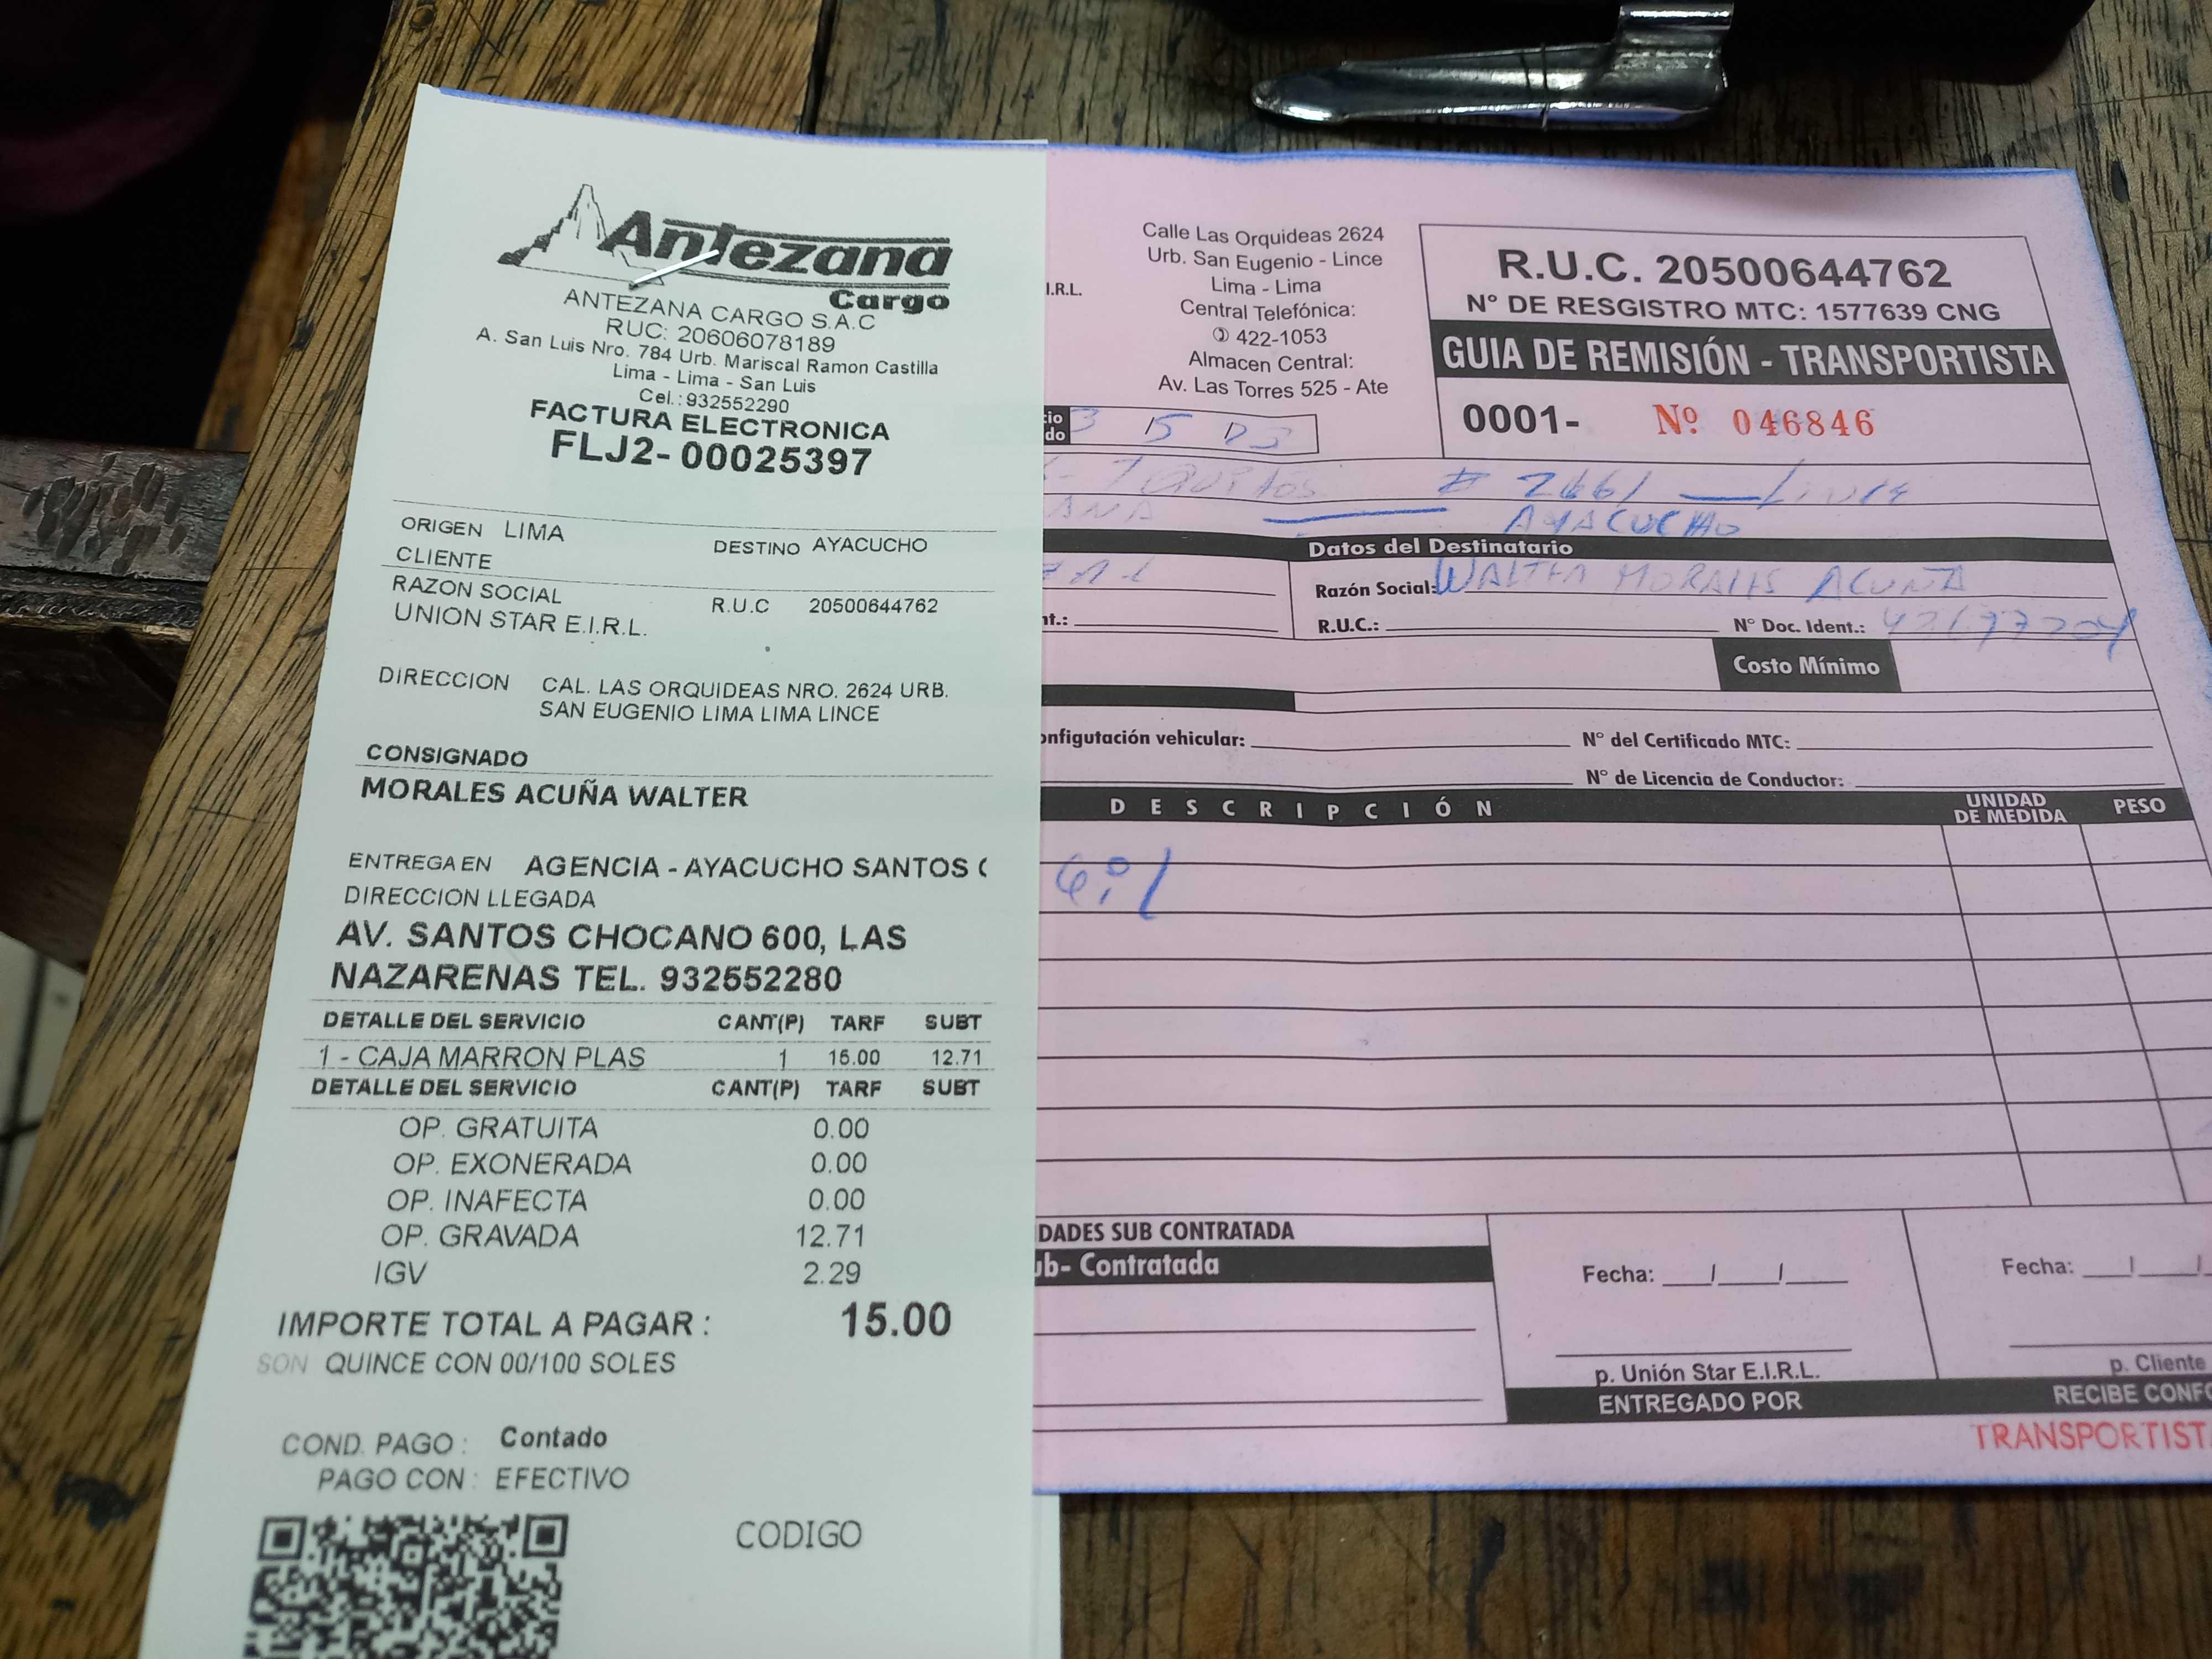 Antezana
Cargo
ANTEZANA CARGO S.A.C
RUC: 20606078189
A. San Luis Nro. 784 Urb. Mariscal Ramon Castilla
Lima - Lima - San Luis
Cel.:932552290
FACTURA ELECTRONICA
FLJ2- 00025397
ORIGEN LIMA DESTINO AYACUCHO
CLIENTE
RAZON SOCIAL R.U.C 20500644762
UNION STAR E.I.R.L.
DIRECCION CAL. LAS ORQUIDEAS NRO. 2624 URB.
SAN EUGENIO LIMA LIMA LINCE
CONSIGNADO
MORALES ACUÑA WALTER
ENTREGA EN AGENCIA - AYACUCHO SANTOS
DIRECCION LLEGADA
AV. SANTOS CHOCANO 600, LAS
NAZARENAS TEL. 932552280
DETALLE DEL SERVICIO CANT(P) TARF SUBT
1 - CAJA MARRON PLAS 1 15.00 12.71
DETALLE DEL SERVICIO CANT(P) TARF SUBT
OP. GRATUITA 0.00
OP. EXONERADA 0.00
OP. INAFECTA 0.00
OP. GRAVADA 12.71
IGV 2.29
IMPORTE TOTAL A PAGAR : 15.00
SON QUINCE CON 00/100 SOLES
COND. PAGO : Contado
PAGO CON : EFECTIVO
CODIGO
I.R.L.
Calle Las Orquideas 2624
Urb. San Eugenio - Lince
Lima - Lima
Central Telefónica:
422-1053
Almacen Central:
Av. Las Torres 525 - Ate
R.U.C. 20500644762
N° DE RESGISTRO MTC: 1577639 CNG
GUIA DE REMISIÓN - TRANSPORTISTA
0001- Nº 046846
# 2661 — Lince
AYACUCHO
Datos del Destinatario
Razón Social: WALTER MORALES ACUÑA
R.U.C.: N° Doc. Ident.:
Costo Mínimo
onfigutación vehicular: N° del Certificado MTC:
N° de Licencia de Conductor:
DESCRIPCIÓN UNIDAD DE MEDIDA PESO
DADES SUB CONTRATADA
ub- Contratada
Fecha: / / Fecha: / /
p. Unión Star E.I.R.L. p. Cliente
ENTREGADO POR RECIBE CONFO
TRANSPORTIST